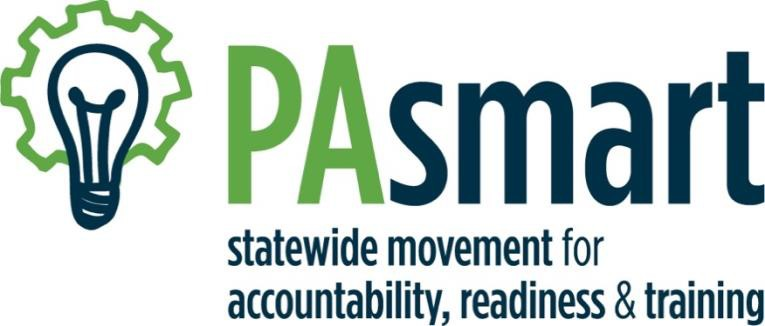 PAsmart
statewide movement for
accountability, readiness & training